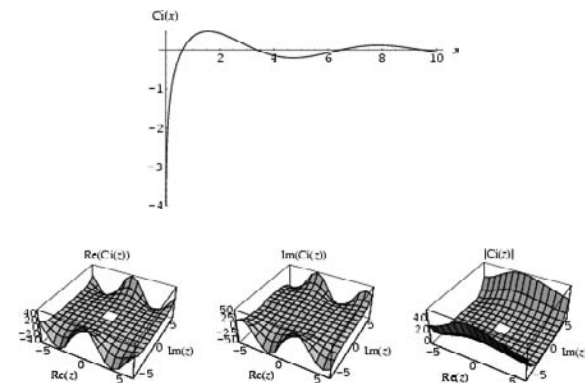 Ci(x)
2 4 6 8 10 x
−1
−2
−3
−4
Re(Ci(z)) Im(Ci(z)) |Ci(z)|
5 5 5
0 Im(z) 0 Im(z) 0 Im(z)
−5 −5 −5
−5 0 5 −5 0 5 −5 0 5
Re(z) Re(z) Re(z)